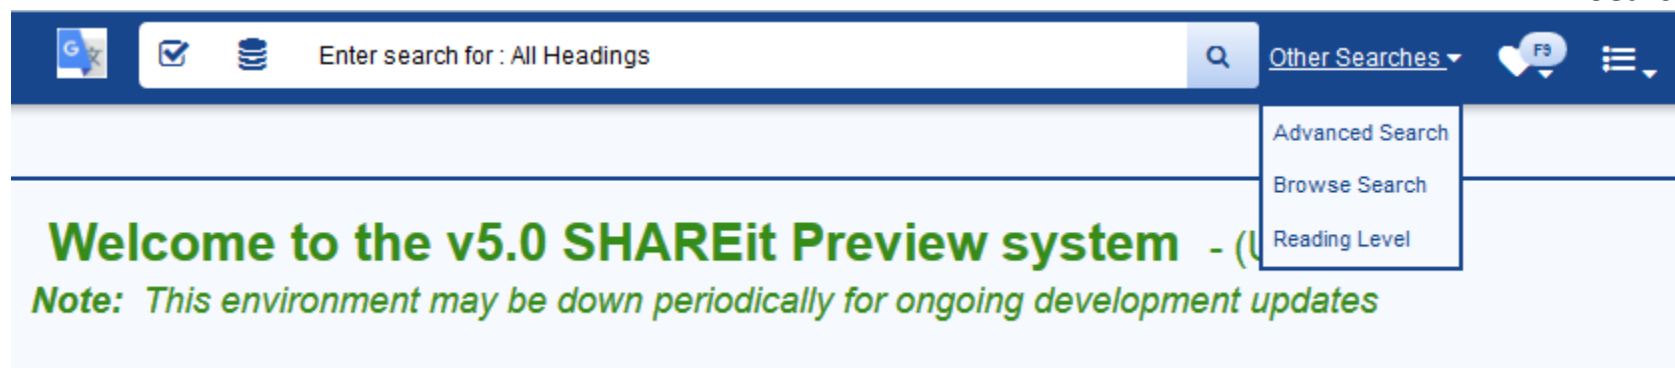 Enter search for : All Headings
Other Searches
F9
Advanced Search
Browse Search
Reading Level
Welcome to the v5.0 SHAREit Preview system - (
Note: This environment may be down periodically for ongoing development updates